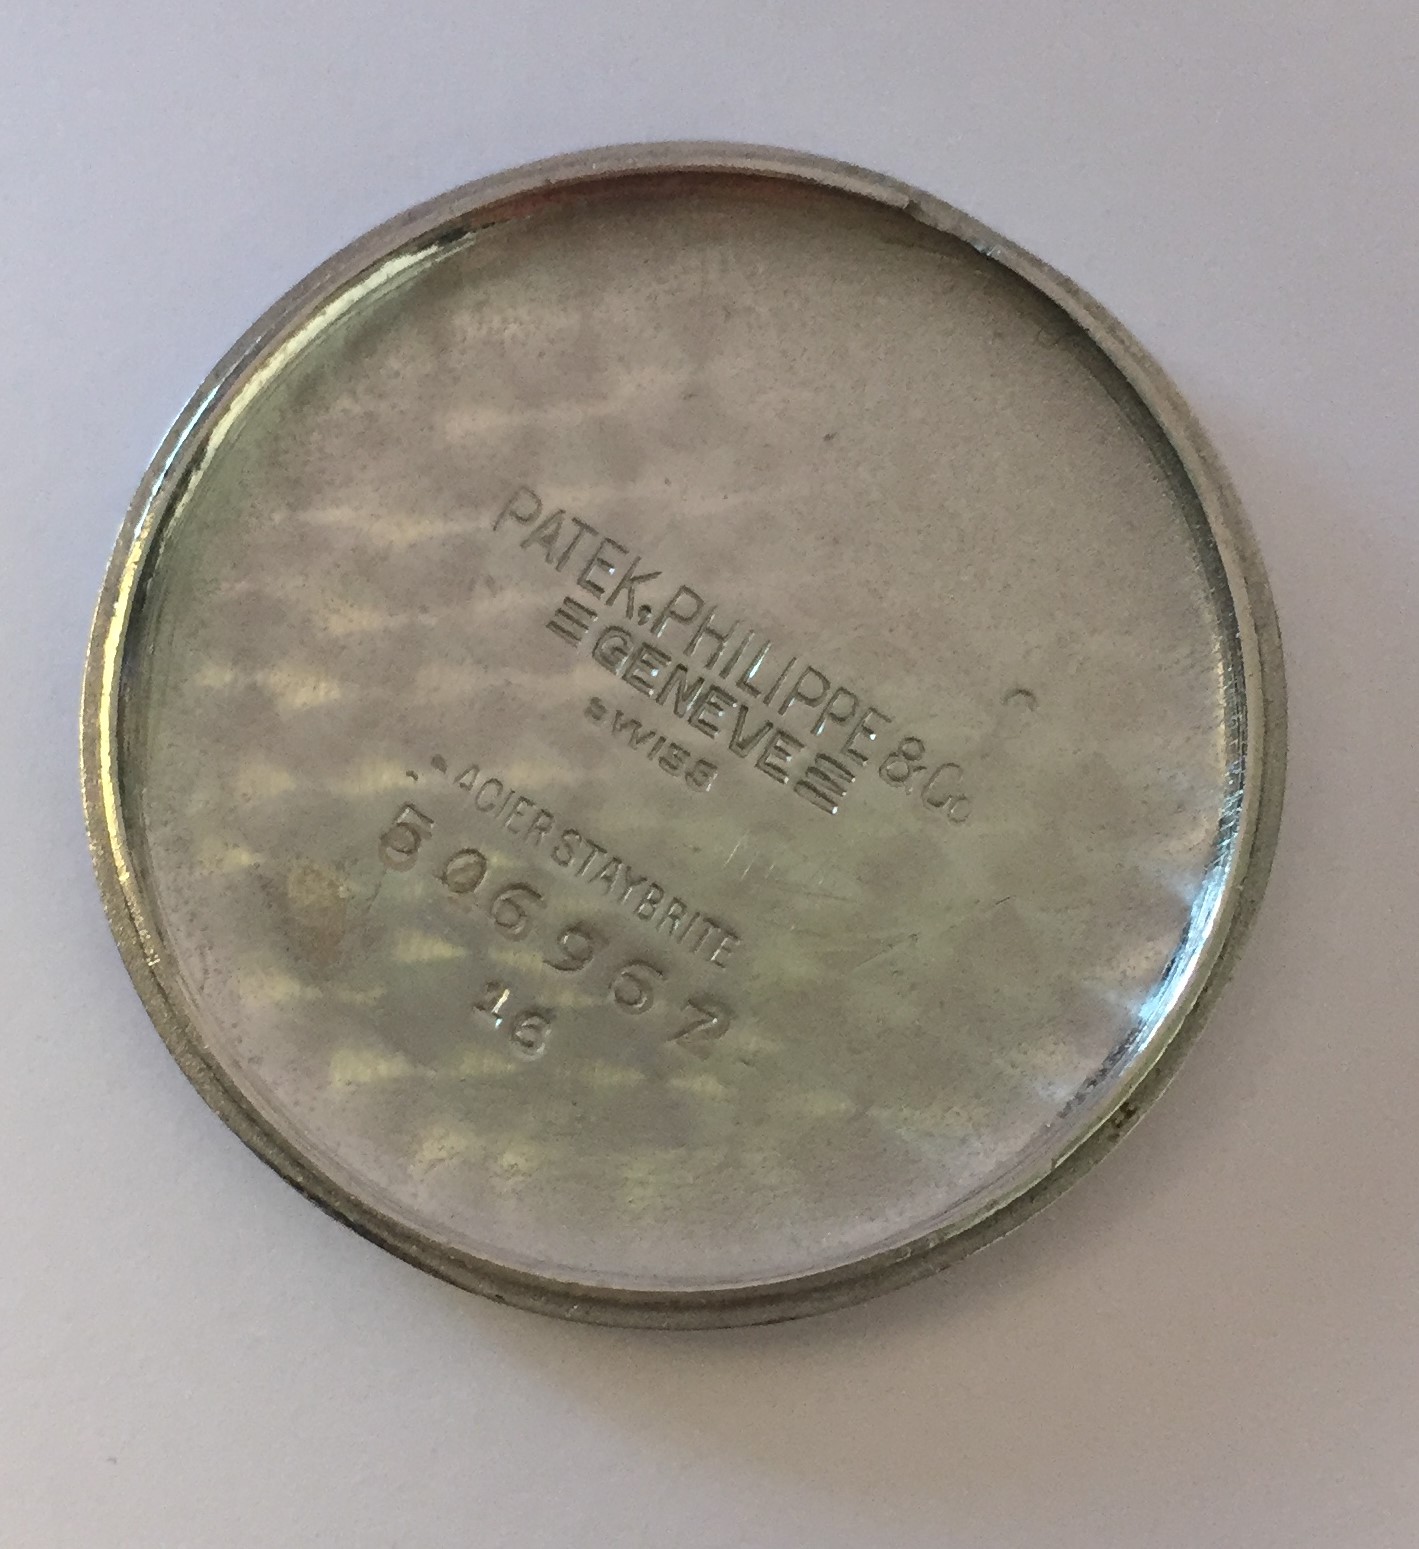 PATEK, PHILIPPE & Co
GENEVE
SWISS
ACIER STAYBRITE
506967
16